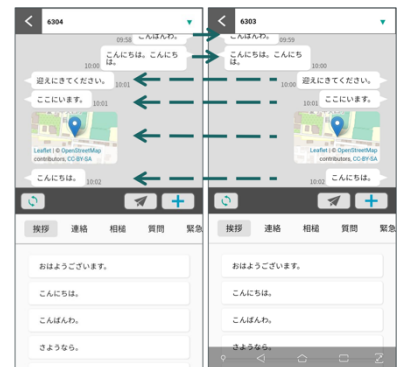 6304
09:58
こんばんわ。
こんにちは。こんにち
は。
10:00
迎えにきてください。
10:01
ここにいます。
10:01
Leaflet | © OpenStreetMap
contributors, CC-BY-SA
こんにちは。
10:02
挨拶 連絡 相槌 質問 緊急
おはようございます。
こんにちは。
こんばんわ。
さようなら。
6303
こんばんわ。
09:59
こんにちは。こんにち
は。
10:00
10:00
迎えにきてください。
10:01
ここにいます。
Leaflet | © OpenStreetMap
contributors, CC-BY-SA
10:02
こんにちは。
挨拶 連絡 相槌 質問 緊急
おはようございます。
こんにちは。
こんばんわ。
さようなら。